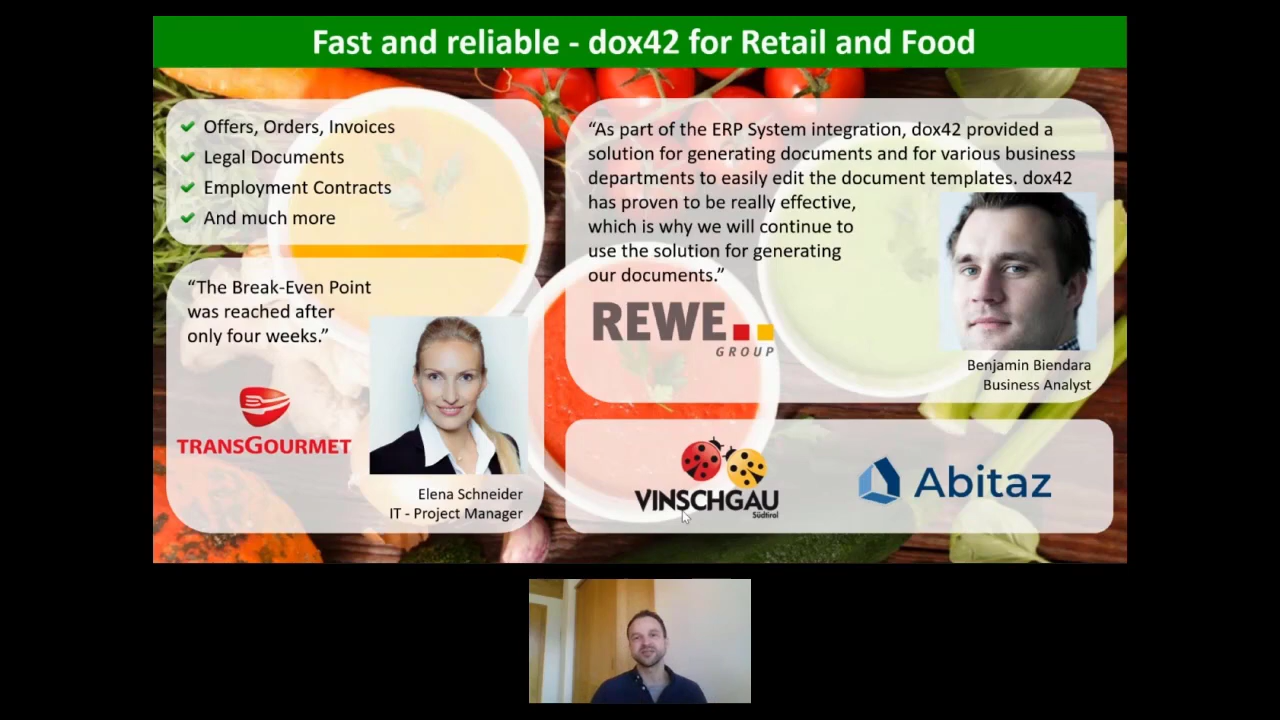 Fast and reliable - dox42 for Retail and Food
Offers, Orders, Invoices
Legal Documents
Employment Contracts
And much more
“The Break-Even Point
was reached after
only four weeks.”
TRANSGOURMET
Elena Schneider
IT - Project Manager
“As part of the ERP System integration, dox42 provided a
solution for generating documents and for various business
departments to easily edit the document templates. dox42
has proven to be really effective,
which is why we will continue to
use the solution for generating
our documents.”
REWE
GROUP
Benjamin Biendara
Business Analyst
VINSCHGAU
Südtirol
Abitaz